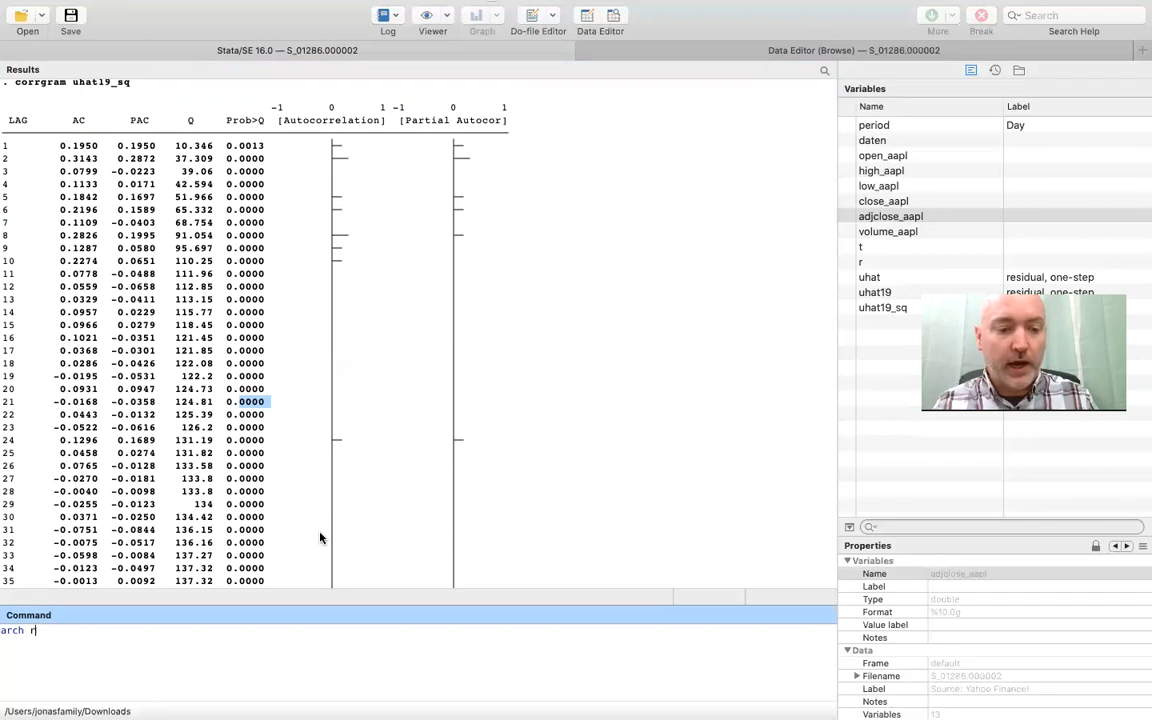 Open
Save
Log
Viewer
Graph
Do-file Editor
Data Editor
More
Break
Search
Search Help
Stata/SE 16.0 — S_01286.000002
Data Editor (Browse) — S_01286.000002
Results
. corrgram uhat19_sq
-1 0 1 -1 0 1
LAG AC PAC Q Prob>Q [Autocorrelation] [Partial Autocor]
1 0.1950 0.1950 10.346 0.0013
2 0.3143 0.2872 37.309 0.0000
3 0.0799 -0.0223 39.06 0.0000
4 0.1133 0.0171 42.594 0.0000
5 0.1842 0.1697 51.966 0.0000
6 0.2196 0.1589 65.332 0.0000
7 0.1109 -0.0403 68.754 0.0000
8 0.2826 0.1995 91.054 0.0000
9 0.1287 0.0580 95.697 0.0000
10 0.2274 0.0651 110.25 0.0000
11 0.0778 -0.0488 111.96 0.0000
12 0.0559 -0.0658 112.85 0.0000
13 0.0329 -0.0411 113.15 0.0000
14 0.0957 0.0229 115.77 0.0000
15 0.0966 0.0279 118.45 0.0000
16 0.1021 -0.0351 121.45 0.0000
17 0.0368 -0.0301 121.85 0.0000
18 0.0286 -0.0426 122.08 0.0000
19 -0.0195 -0.0531 122.2 0.0000
20 0.0931 0.0947 124.73 0.0000
21 -0.0168 -0.0358 124.81 0.0000
22 0.0443 -0.0132 125.39 0.0000
23 -0.0522 -0.0616 126.2 0.0000
24 0.1296 0.1689 131.19 0.0000
25 0.0458 0.0274 131.82 0.0000
26 0.0765 -0.0128 133.58 0.0000
27 -0.0270 -0.0181 133.8 0.0000
28 -0.0040 -0.0098 133.8 0.0000
29 -0.0255 -0.0123 134 0.0000
30 0.0371 -0.0250 134.42 0.0000
31 -0.0751 -0.0844 136.15 0.0000
32 -0.0075 -0.0517 136.16 0.0000
33 -0.0598 -0.0084 137.27 0.0000
34 -0.0123 -0.0497 137.32 0.0000
35 -0.0013 0.0092 137.32 0.0000
Command
arch r
/Users/jonasfamily/Downloads
Variables
Name Label
period Day
daten
open_aapl
high_aapl
low_aapl
close_aapl
adjclose_aapl
volume_aapl
t
r
uhat residual, one-step
uhat19 residual, one-step
uhat19_sq
Properties
Variables
Name adjclose_aapl
Label
Type double
Format %10.0g
Value label
Notes
Data
Frame default
Filename S_01286.000002
Label Source: Yahoo Finance!
Notes
Variables 13